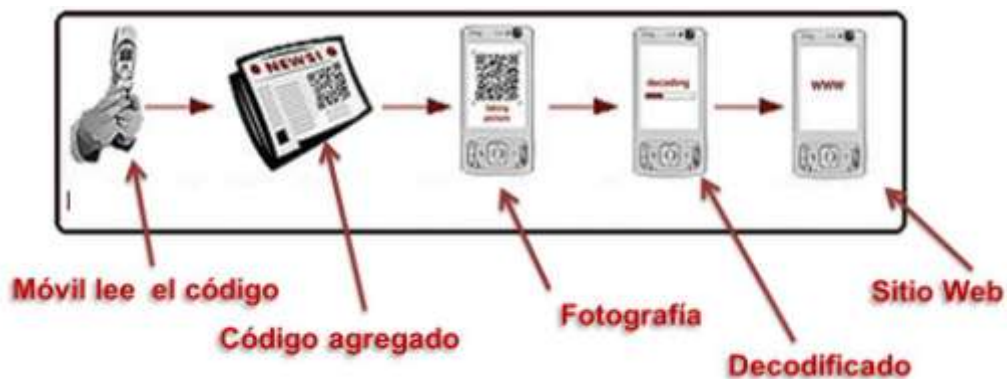 NEWS!
taking
picture
decoding
www
Móvil lee el código
Código agregado
Fotografía
Decodificado
Sitio Web